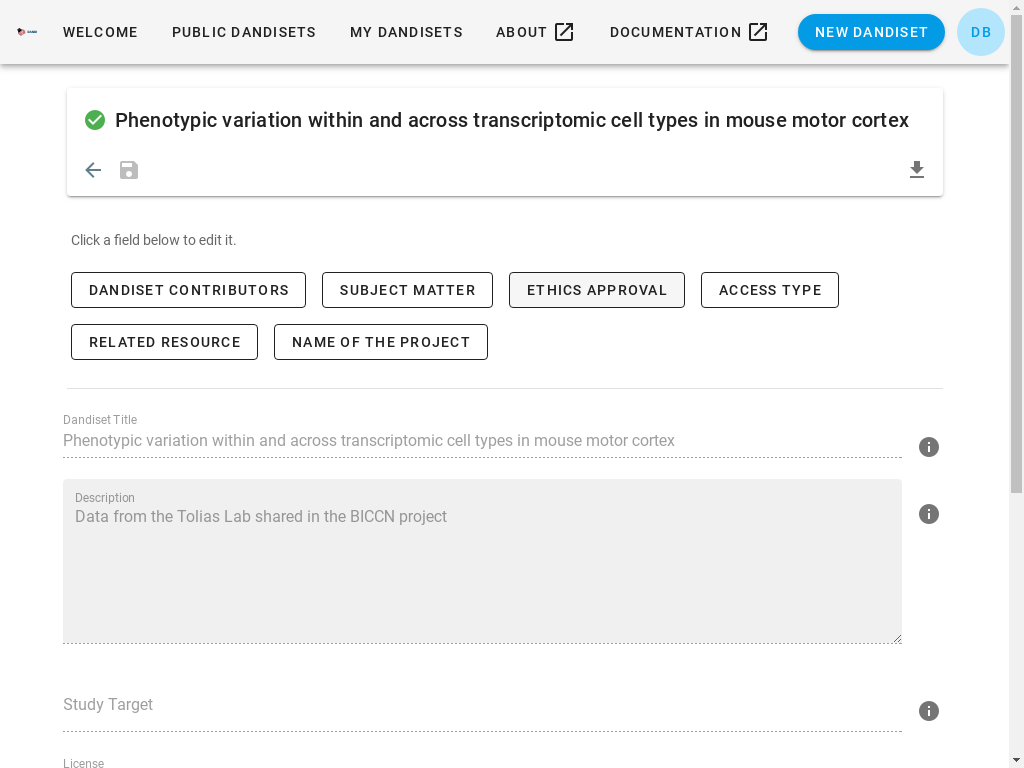 WELCOME PUBLIC DANDISETS MY DANDISETS ABOUT DOCUMENTATION NEW DANDISET DB
Phenotypic variation within and across transcriptomic cell types in mouse motor cortex
Click a field below to edit it.
DANDISET CONTRIBUTORS SUBJECT MATTER ETHICS APPROVAL ACCESS TYPE
RELATED RESOURCE NAME OF THE PROJECT
Dandiset Title
Phenotypic variation within and across transcriptomic cell types in mouse motor cortex
Description
Data from the Tolias Lab shared in the BICCN project
Study Target
License